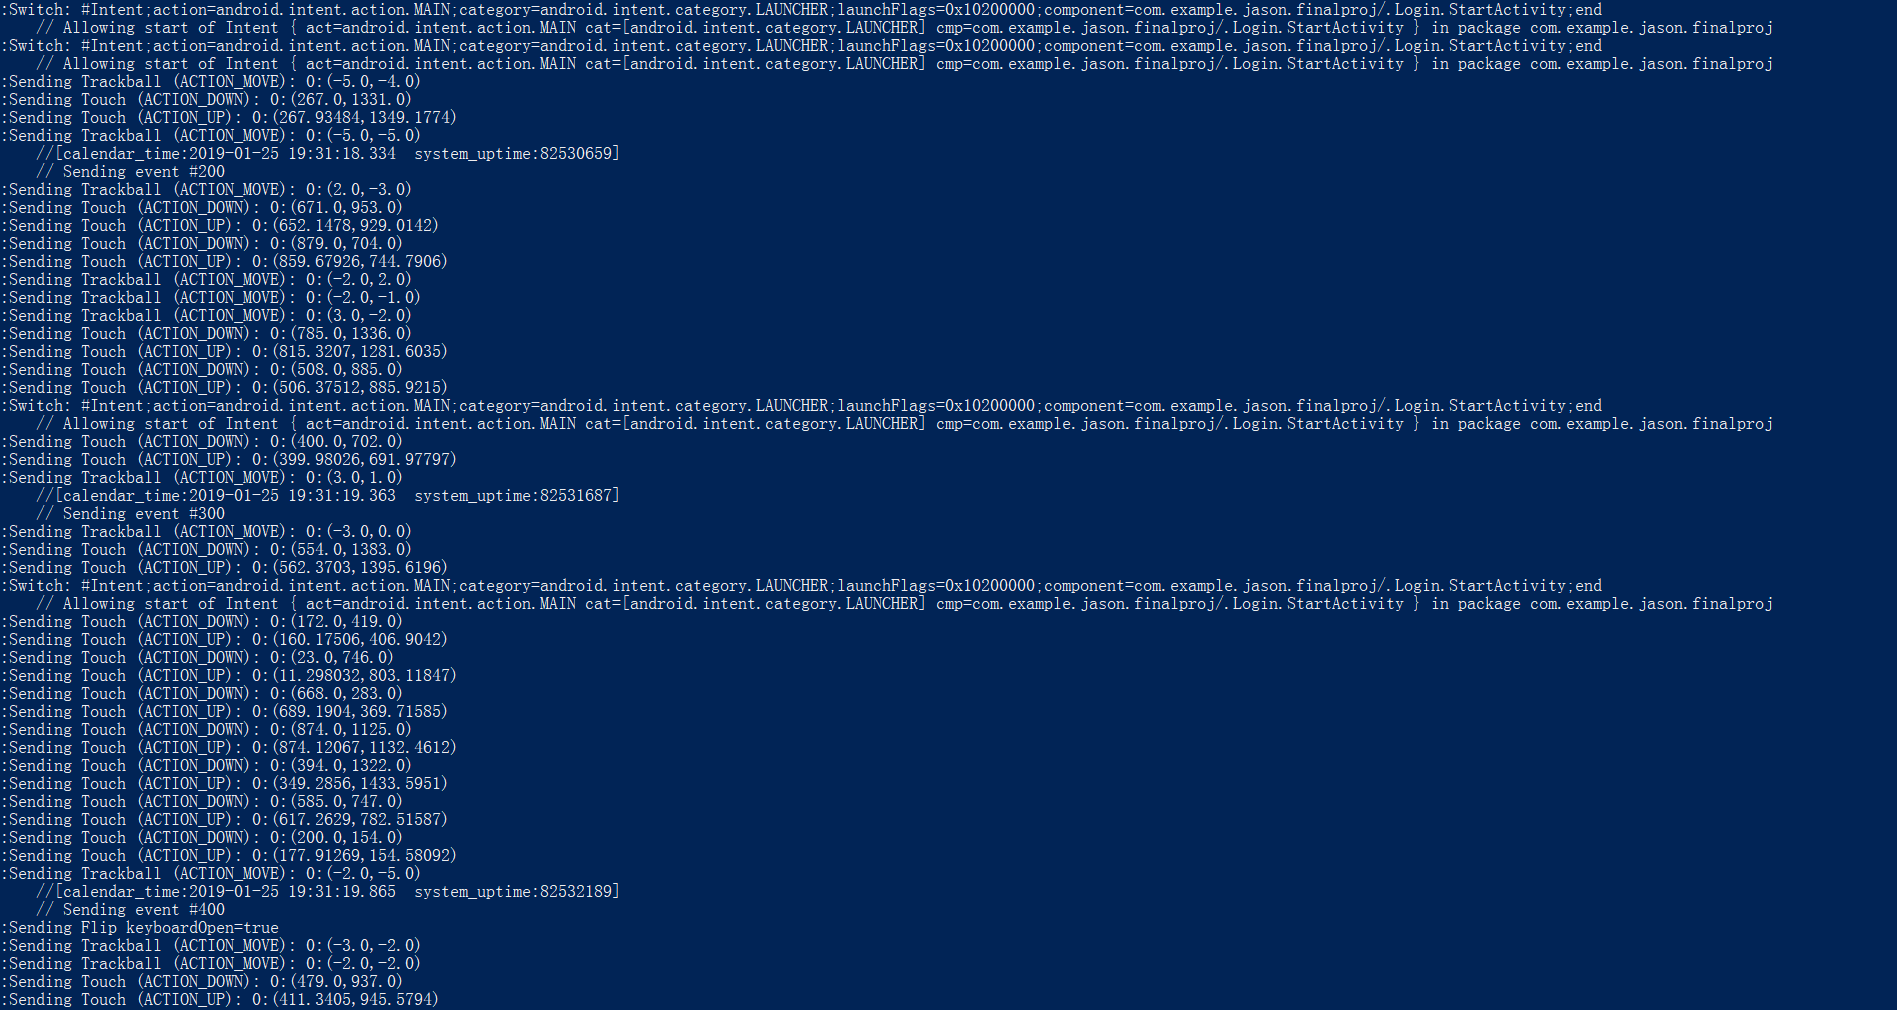 :Switch: #Intent;action=android.intent.action.MAIN;category=android.intent.category.LAUNCHER;launchFlags=0x10200000;component=com.example.jason.finalproj/.Login.StartActivity;end
    // Allowing start of Intent { act=android.intent.action.MAIN cat=[android.intent.category.LAUNCHER] cmp=com.example.jason.finalproj/.Login.StartActivity } in package com.example.jason.finalproj
:Switch: #Intent;action=android.intent.action.MAIN;category=android.intent.category.LAUNCHER;launchFlags=0x10200000;component=com.example.jason.finalproj/.Login.StartActivity;end
    // Allowing start of Intent { act=android.intent.action.MAIN cat=[android.intent.category.LAUNCHER] cmp=com.example.jason.finalproj/.Login.StartActivity } in package com.example.jason.finalproj
:Sending Trackball (ACTION_MOVE): 0:(-5.0,-4.0)
:Sending Touch (ACTION_DOWN): 0:(267.0,1331.0)
:Sending Touch (ACTION_UP): 0:(267.93484,1349.1774)
:Sending Trackball (ACTION_MOVE): 0:(-5.0,-5.0)
    //[calendar_time:2019-01-25 19:31:18.334  system_uptime:82530659]
    // Sending event #200
:Sending Trackball (ACTION_MOVE): 0:(2.0,-3.0)
:Sending Touch (ACTION_DOWN): 0:(671.0,953.0)
:Sending Touch (ACTION_UP): 0:(652.1478,929.0142)
:Sending Touch (ACTION_DOWN): 0:(879.0,704.0)
:Sending Touch (ACTION_UP): 0:(859.67926,744.7906)
:Sending Trackball (ACTION_MOVE): 0:(-2.0,2.0)
:Sending Trackball (ACTION_MOVE): 0:(-2.0,-1.0)
:Sending Trackball (ACTION_MOVE): 0:(3.0,-2.0)
:Sending Touch (ACTION_DOWN): 0:(785.0,1336.0)
:Sending Touch (ACTION_UP): 0:(815.3207,1281.6035)
:Sending Touch (ACTION_DOWN): 0:(508.0,885.0)
:Sending Touch (ACTION_UP): 0:(506.37512,885.9215)
:Switch: #Intent;action=android.intent.action.MAIN;category=android.intent.category.LAUNCHER;launchFlags=0x10200000;component=com.example.jason.finalproj/.Login.StartActivity;end
    // Allowing start of Intent { act=android.intent.action.MAIN cat=[android.intent.category.LAUNCHER] cmp=com.example.jason.finalproj/.Login.StartActivity } in package com.example.jason.finalproj
:Sending Touch (ACTION_DOWN): 0:(400.0,702.0)
:Sending Touch (ACTION_UP): 0:(399.98026,691.97797)
:Sending Trackball (ACTION_MOVE): 0:(3.0,1.0)
    //[calendar_time:2019-01-25 19:31:19.363  system_uptime:82531687]
    // Sending event #300
:Sending Trackball (ACTION_MOVE): 0:(-3.0,0.0)
:Sending Touch (ACTION_DOWN): 0:(554.0,1383.0)
:Sending Touch (ACTION_UP): 0:(562.3703,1395.6196)
:Switch: #Intent;action=android.intent.action.MAIN;category=android.intent.category.LAUNCHER;launchFlags=0x10200000;component=com.example.jason.finalproj/.Login.StartActivity;end
    // Allowing start of Intent { act=android.intent.action.MAIN cat=[android.intent.category.LAUNCHER] cmp=com.example.jason.finalproj/.Login.StartActivity } in package com.example.jason.finalproj
:Sending Touch (ACTION_DOWN): 0:(172.0,419.0)
:Sending Touch (ACTION_UP): 0:(160.17506,406.9042)
:Sending Touch (ACTION_DOWN): 0:(23.0,746.0)
:Sending Touch (ACTION_UP): 0:(11.298032,803.11847)
:Sending Touch (ACTION_DOWN): 0:(668.0,283.0)
:Sending Touch (ACTION_UP): 0:(689.1904,369.71585)
:Sending Touch (ACTION_DOWN): 0:(874.0,1125.0)
:Sending Touch (ACTION_UP): 0:(874.12067,1132.4612)
:Sending Touch (ACTION_DOWN): 0:(394.0,1322.0)
:Sending Touch (ACTION_UP): 0:(349.2856,1433.5951)
:Sending Touch (ACTION_DOWN): 0:(585.0,747.0)
:Sending Touch (ACTION_UP): 0:(617.2629,782.51587)
:Sending Touch (ACTION_DOWN): 0:(200.0,154.0)
:Sending Touch (ACTION_UP): 0:(177.91269,154.58092)
:Sending Trackball (ACTION_MOVE): 0:(-2.0,-5.0)
    //[calendar_time:2019-01-25 19:31:19.865  system_uptime:82532189]
    // Sending event #400
:Sending Flip keyboardOpen=true
:Sending Trackball (ACTION_MOVE): 0:(-3.0,-2.0)
:Sending Trackball (ACTION_MOVE): 0:(-2.0,-2.0)
:Sending Touch (ACTION_DOWN): 0:(479.0,937.0)
:Sending Touch (ACTION_UP): 0:(411.3405,945.5794)